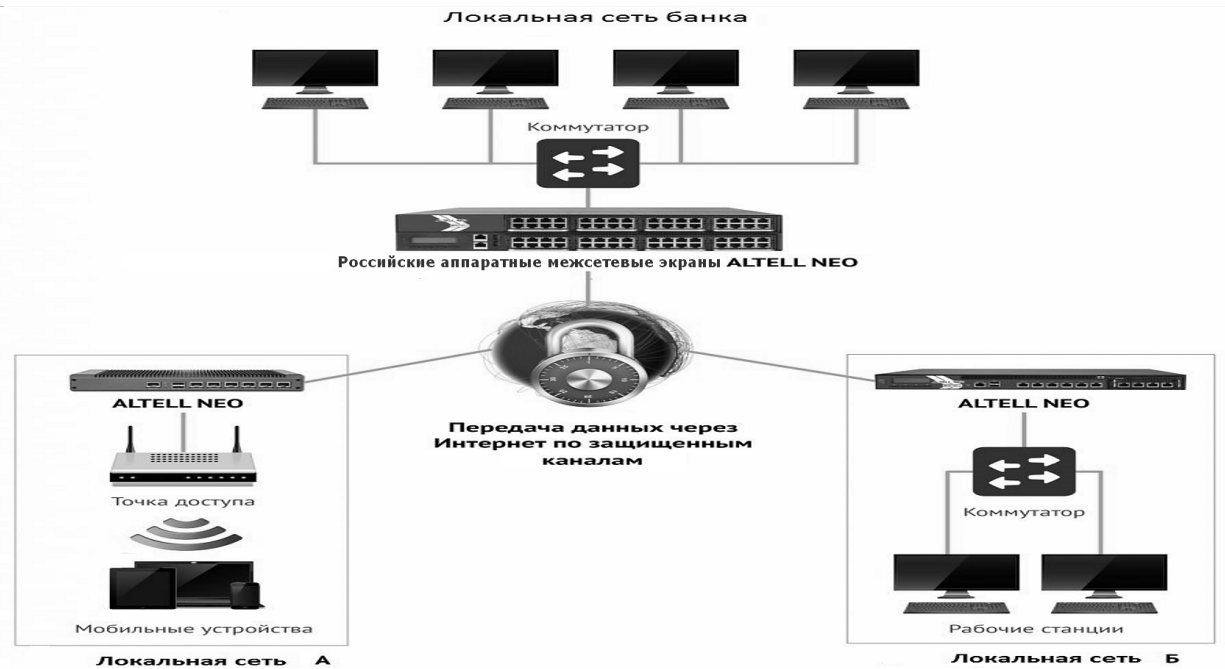 Локальная сеть банка
Коммутатор
Российские аппаратные межсетевые экраны ALTELL NEO
ALTELL NEO
Точка доступа
Мобильные устройства
Локальная сеть А
Передача данных через
Интернет по защищенным
каналам
ALTELL NEO
Коммутатор
Рабочие станции
Локальная сеть Б